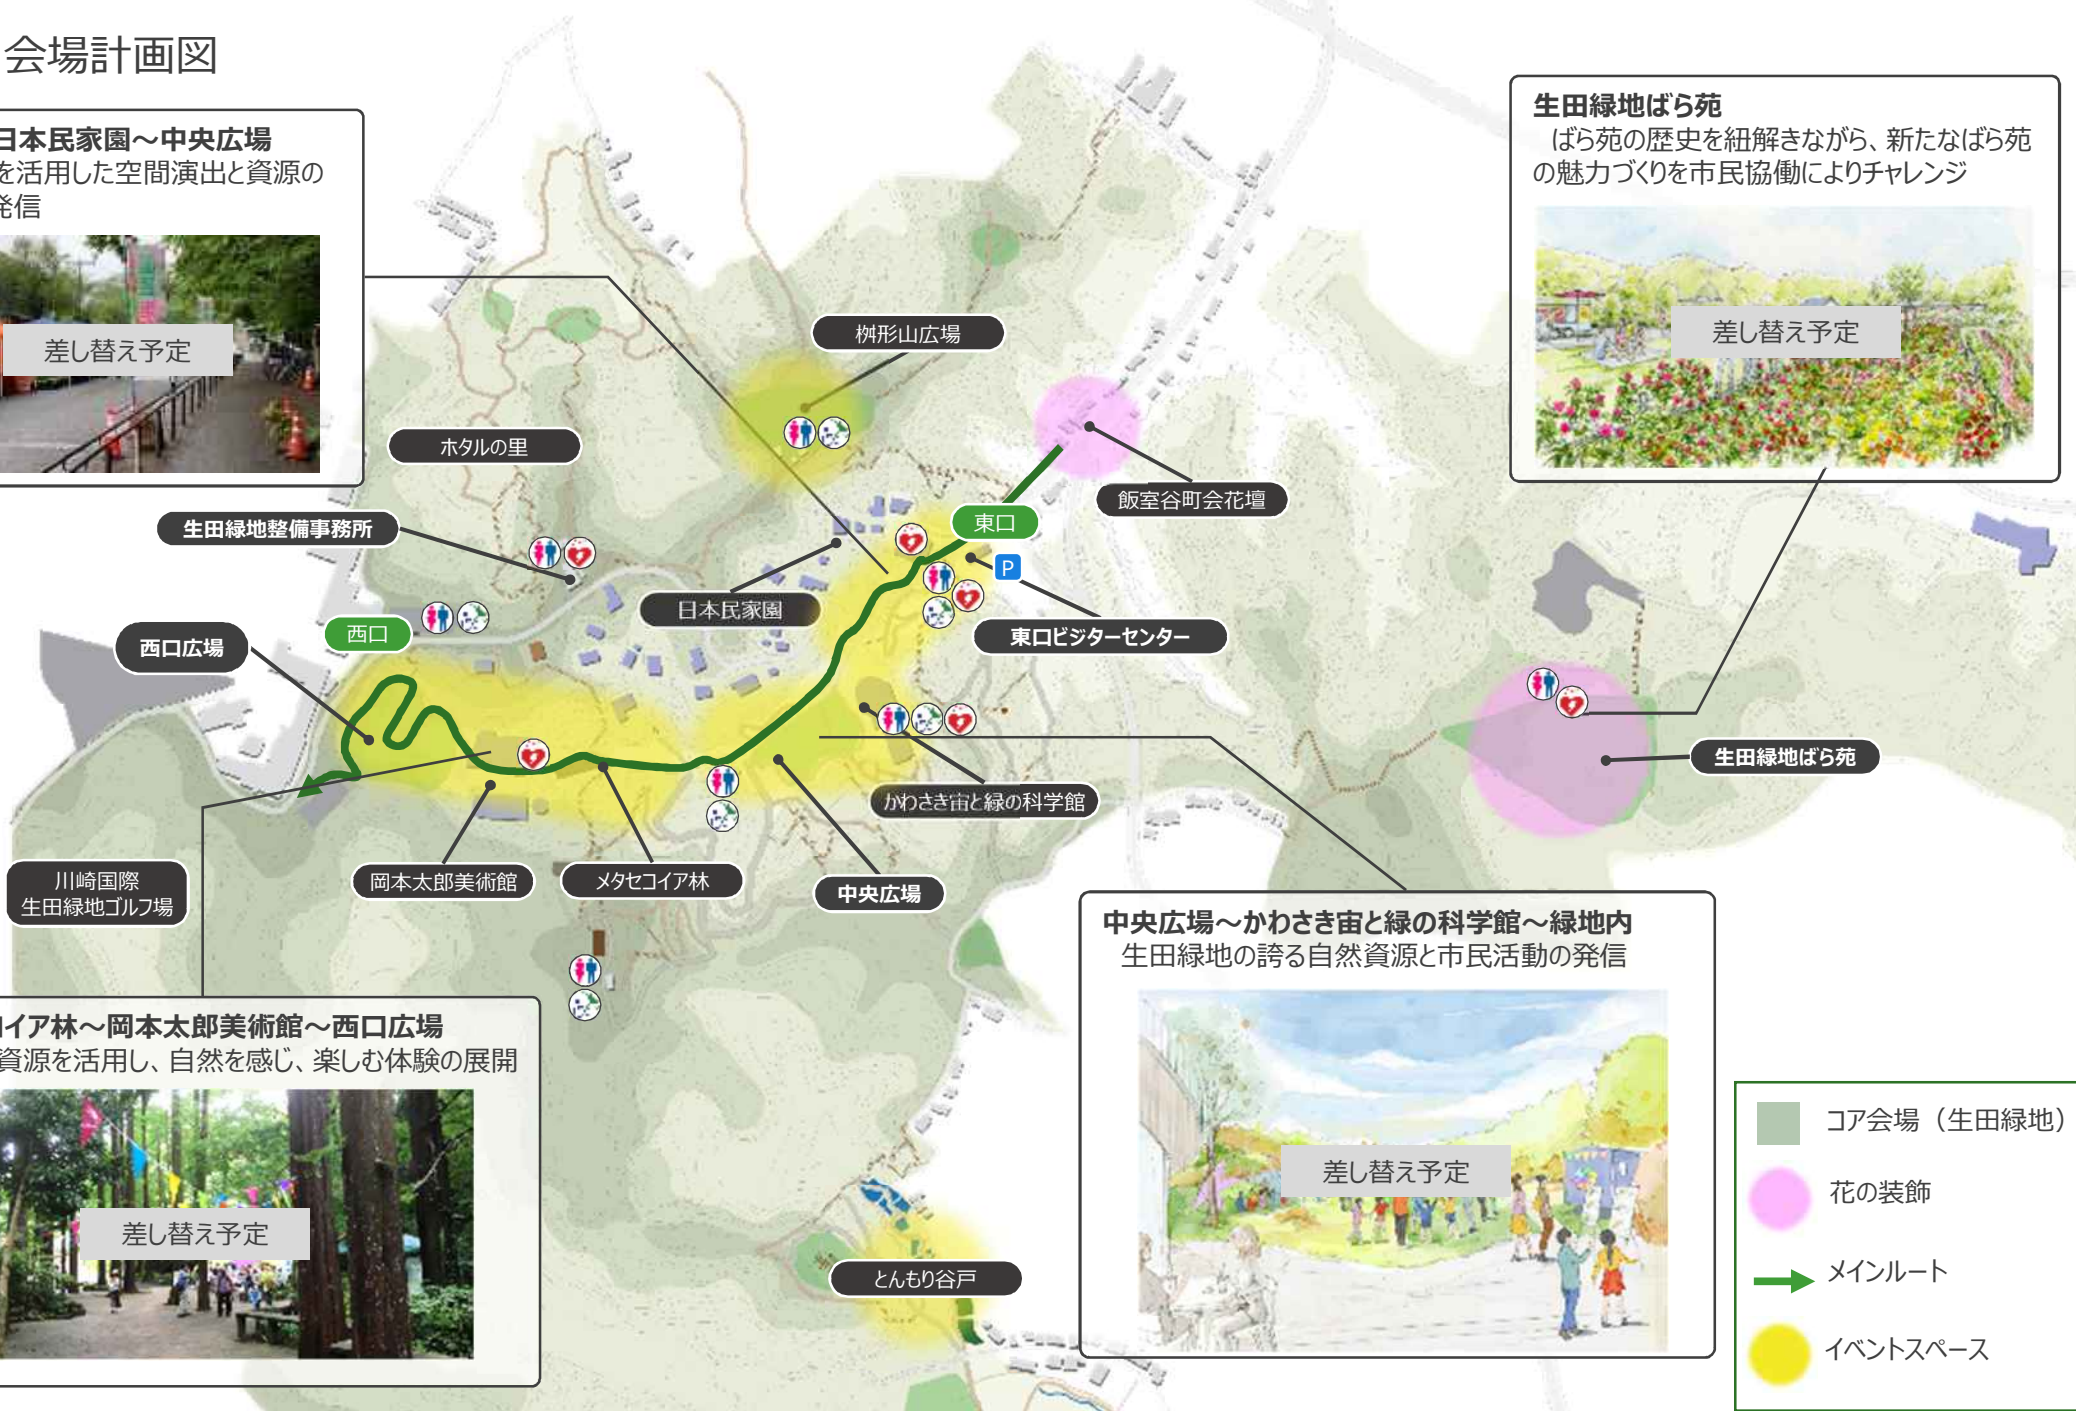 会場計画図
日本民家園～中央広場
を活用した空間演出と資源の
発信
差し替え予定
生田緑地ばら苑
ばら苑の歴史を紐解きながら、新たなばら苑
の魅力づくりを市民協働によりチャレンジ
差し替え予定
桝形山広場
ホタルの里
飯室谷町会花壇
生田緑地整備事務所
東口
P
日本民家園
西口
西口広場
東口ビジターセンター
生田緑地ばら苑
かわさき宙と緑の科学館
川崎国際
生田緑地ゴルフ場
岡本太郎美術館
メタセコイア林
中央広場
中央広場～かわさき宙と緑の科学館～緑地内
生田緑地の誇る自然資源と市民活動の発信
差し替え予定
イア林～岡本太郎美術館～西口広場
資源を活用し、自然を感じ、楽しむ体験の展開
差し替え予定
とんもり谷戸
コア会場（生田緑地）
花の装飾
メインルート
イベントスペース